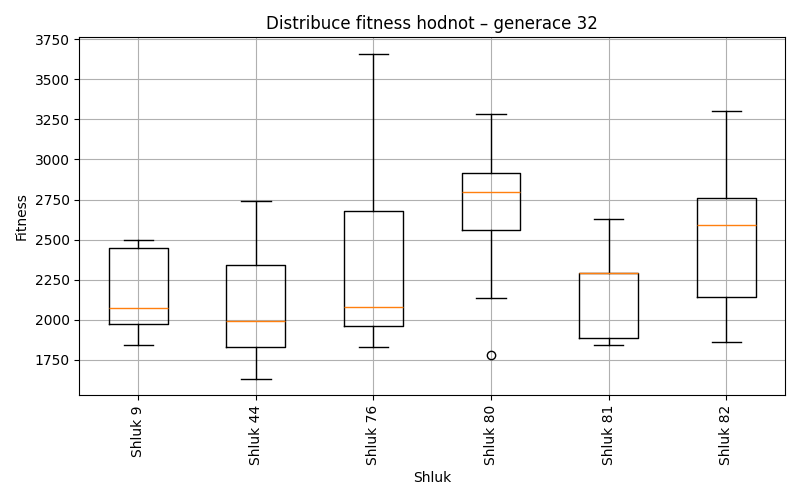 Distribuce fitness hodnot – generace 32
Fitness
3750
3500
3250
3000
2750
2500
2250
2000
1750
Shluk 9
Shluk 44
Shluk 76
Shluk 80
Shluk 81
Shluk 82
Shluk